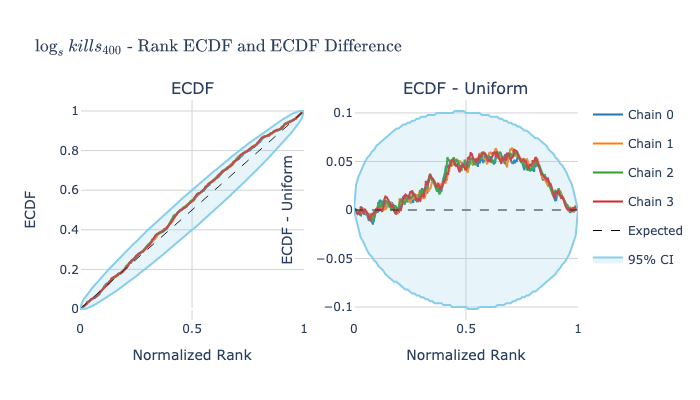 log_s kills_400 - Rank ECDF and ECDF Difference
ECDF
ECDF - Uniform
ECDF
1
0.8
0.6
0.4
0.2
0
0
0.5
1
Normalized Rank
ECDF - Uniform
0.1
0.05
0
−0.05
−0.1
0
0.5
1
Normalized Rank
Chain 0
Chain 1
Chain 2
Chain 3
Expected
95% CI